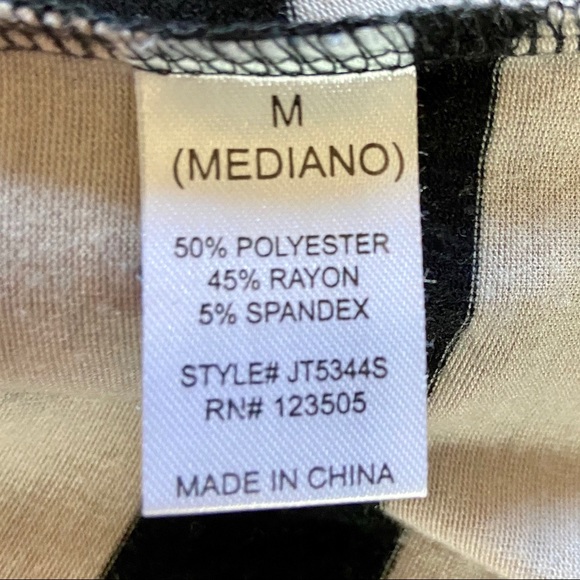 M
(MEDIANO)
50% POLYESTER
45% RAYON
5% SPANDEX
STYLE# JT5344S
RN# 123505
MADE IN CHINA